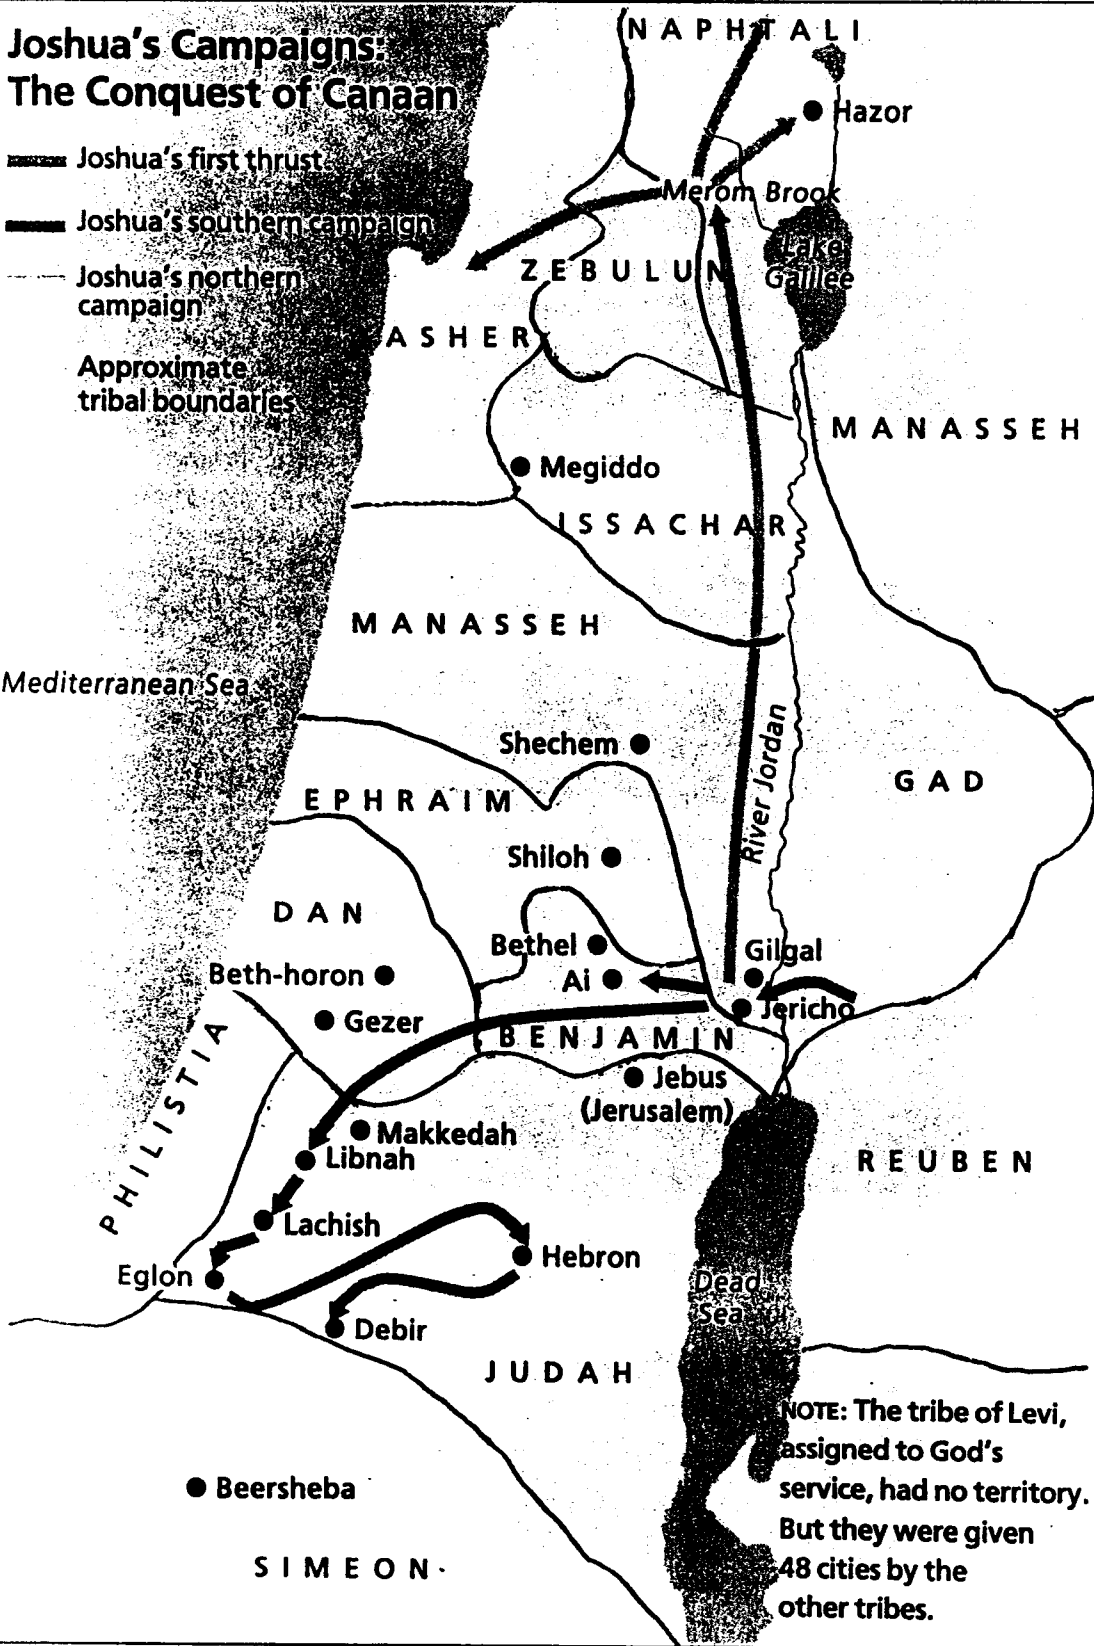 Joshua's Campaigns:
The Conquest of Canaan
Joshua's first thrust
Joshua's southern campaign
Joshua's northern
campaign
Approximate
tribal boundaries
NAPHTALI
Hazor
Merom Brook
Lake
Galilee
ZEBULUN
ASHER
MANASSEH
Megiddo
ISSACHAR
MANASSEH
Mediterranean Sea
River Jordan
Shechem
GAD
EPHRAIM
Shiloh
DAN
Bethel
Gilgal
Beth-horon
Ai
Jericho
Gezer
BENJAMIN
PHILISTIA
Jebus
(Jerusalem)
Makkedah
Libnah
REUBEN
Lachish
Hebron
Eglon
Dead
Sea
Debir
JUDAH
NOTE: The tribe of Levi,
assigned to God's
service, had no territory.
But they were given
48 cities by the
other tribes.
Beersheba
SIMEON